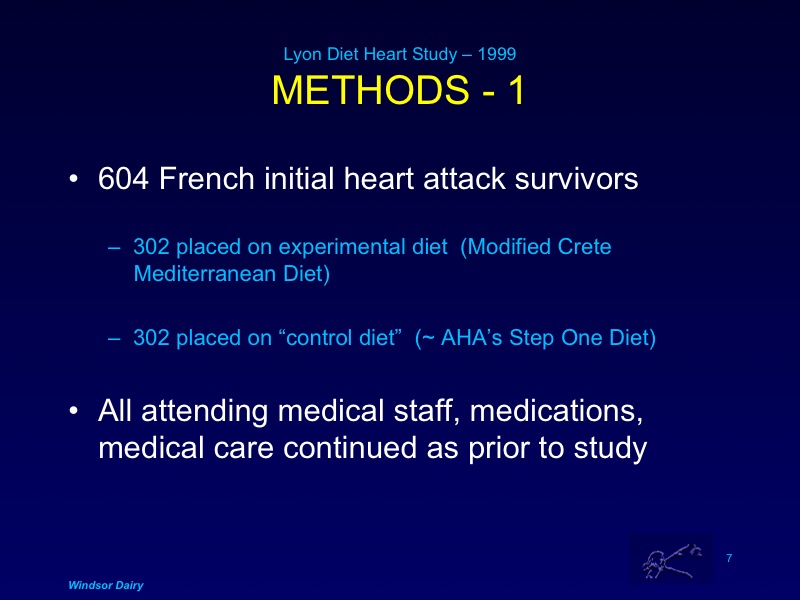 Lyon Diet Heart Study – 1999
METHODS - 1
• 604 French initial heart attack survivors
– 302 placed on experimental diet  (Modified Crete
Mediterranean Diet)
– 302 placed on “control diet”  (~ AHA’s Step One Diet)
• All attending medical staff, medications,
medical care continued as prior to study
7
Windsor Dairy